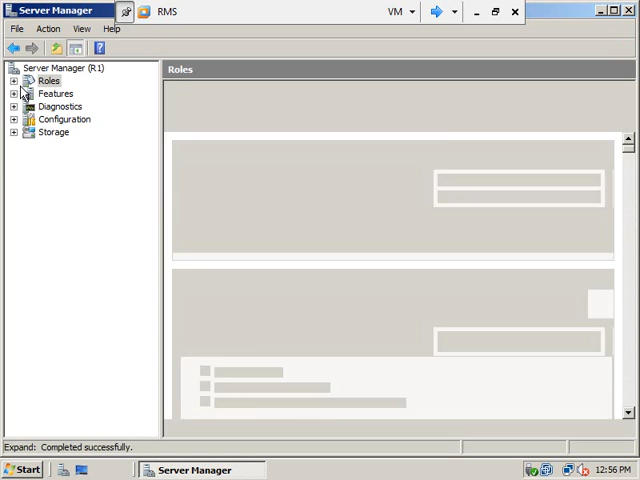 Server Manager
RMS
VM
File Action View Help
Server Manager (R1)
Roles
Features
Diagnostics
Configuration
Storage
Roles
Expand: Completed successfully.
Start
Server Manager
12:56 PM